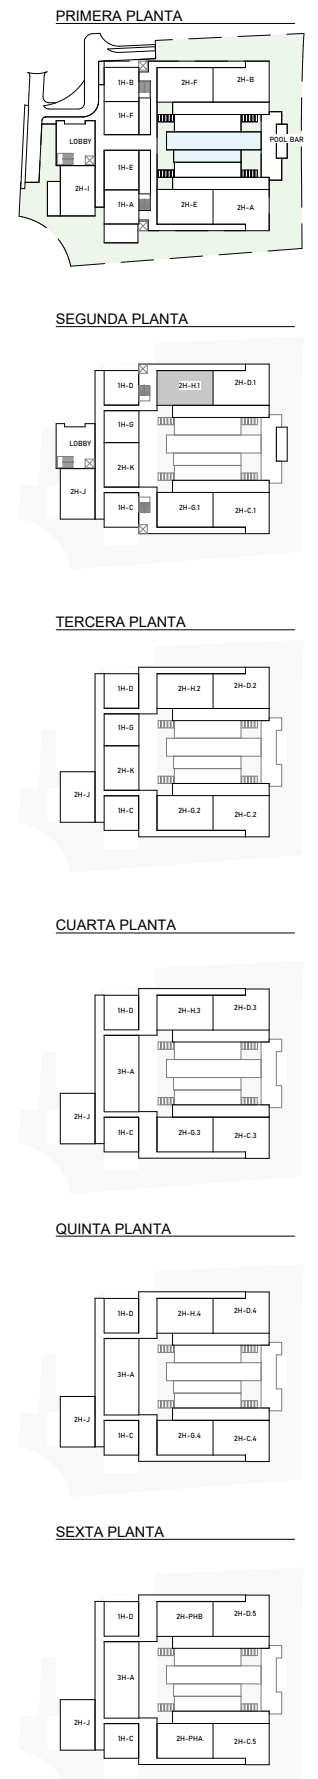 PRIMERA PLANTA
1H-B
2H-F
2H-B
1H-F
LOBBY
POOL BAR
1H-E
2H-I
1H-A
2H-E
2H-A
SEGUNDA PLANTA
1H-D
2H-H.1
2H-D.1
1H-G
LOBBY
2H-K
2H-J
1H-C
2H-G.1
2H-C.1
TERCERA PLANTA
1H-D
2H-H.2
2H-D.2
1H-G
2H-K
2H-J
1H-C
2H-G.2
2H-C.2
CUARTA PLANTA
1H-D
2H-H.3
2H-D.3
3H-A
2H-J
1H-C
2H-G.3
2H-C.3
QUINTA PLANTA
1H-D
2H-H.4
2H-D.4
3H-A
2H-J
1H-C
2H-G.4
2H-C.4
SEXTA PLANTA
1H-D
2H-PHB
2H-D.5
3H-A
2H-J
1H-C
2H-PHA
2H-C.5